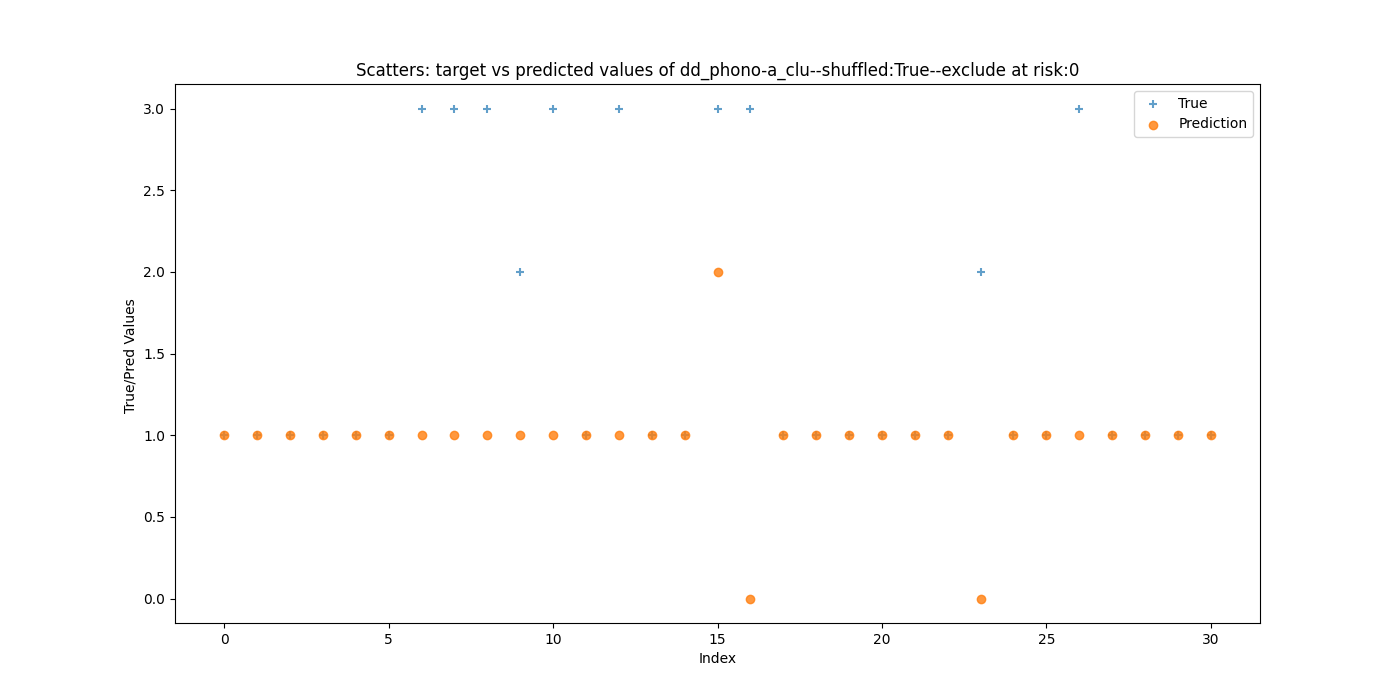 Scatters: target vs predicted values of dd_phono-a_clu--shuffled:True--exclude at risk:0
True
Prediction
3.0
2.5
2.0
1.5
1.0
0.5
0.0
True/Pred Values
0 5 10 15 20 25 30
Index